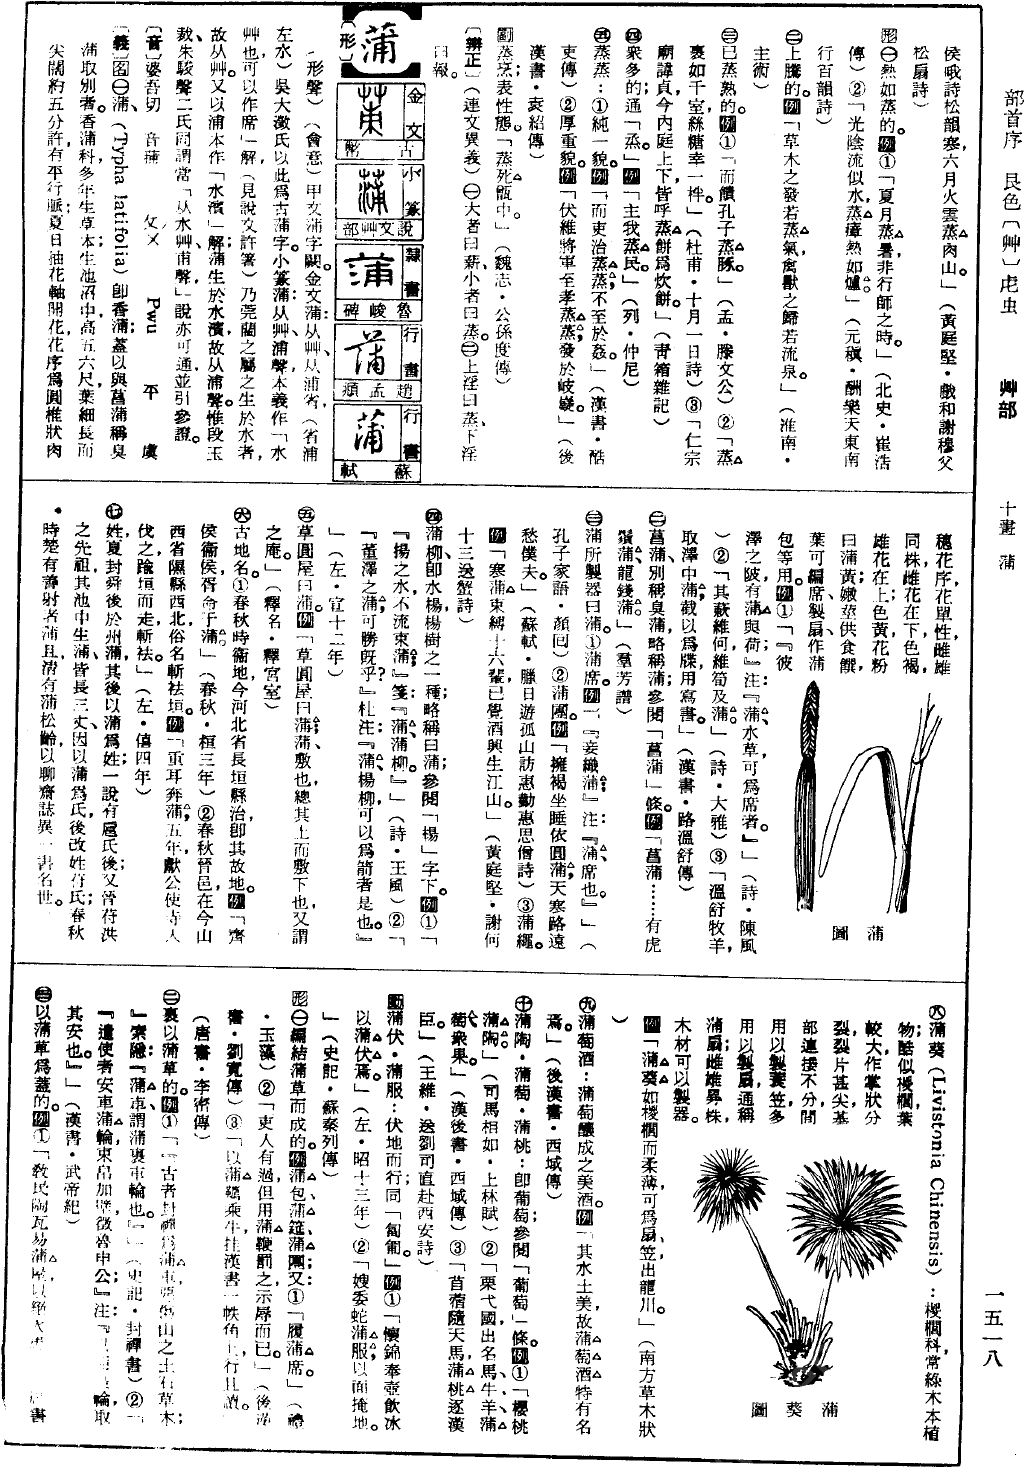 部首序 艮色〔艸〕虍虫 艸部 十畫 蒲 一五一八
侯哦詩松韻寒六月火雲蒸肉山。」（黃庭堅・戲和謝穆父
松扇詩）
形㊀熱如蒸的。例①「夏月蒸暑非行師之時。」（北史・崔浩
傳）②「光陰流似水蒸瘴熱如爐」（元稹・酬樂天東南
行百韻詩）
㊁上騰的。例「草木之發若蒸氣禽獸之歸若流泉」（淮南・
主術）
㊂已蒸熟的。例①「而饋孔子蒸豚」（孟・滕文公）②「蒸
裹如千室，絲糖幸一柈。」（杜甫・十月一日詩）③「仁宗
廟諱貞今內庭上下皆呼蒸餅爲炊餅。」（青箱雜記）
㊃衆多的通「烝」例「主我蒸民。」（列・仲尼）
㊄蒸蒸：①純一貌。例「而吏治蒸蒸，不至於姦。」（漢書・酷
吏傳）②厚重貌。例「伏維將軍至孝蒸蒸，發於岐嶷。」（後
漢書・袁紹傳）
副蒸烹表性態。「蒸死甑中。」（魏志・公孫度傳）
〔辨正〕（連文異義）㊀大者曰薪，小者曰蒸。㊁上淫曰蒸，下淫
曰報。
蒲
〔形〕
金文 古幣
小篆 說文艸部
隸書 魯峻碑
行書 趙孟頫
行書 蘇軾
（形聲）（會意）甲文蒲字闕，金文蒲：从艸、从浦省，（省浦
左水）吳大澂氏以此爲古蒲字。小篆蒲：从艸、浦聲，本義作「水
艸也，可以作席」解，（見說文許箸）乃莞藺之屬之生於水者，
故从艸。又以浦本作「水濱」解，蒲生於水濱，故从浦聲。惟段玉
裁、朱駿聲二氏同謂當「从水艸、甫聲」，說亦可通，並引參證。
〔音〕婆吾切 音蒱 ㄆㄨ Pwu 平 虞
〔義〕名㊀蒲，（Typha latifolia）卽香蒲；蓋以與菖蒲稱臭
蒲取別者。香蒲科，多年生草本；生池沼中，高五六尺，葉細長而
尖闊約五分許，有平行脈；夏日抽花軸開花，花序爲圓椎狀肉
穗花序，花單性，雌雄
同株，雌花在下，色褐，
雄花在上，色黃，花粉
曰蒲黃；嫩莖供食饌，
葉可編席、製扇、作蒲
包等用。例①「『彼
澤之陂，有蒲與荷。』注：『蒲，水草，可爲席者。』」（詩・陳風
）②「其蔌維何，維筍及蒲。」（詩・大雅）③「溫舒牧羊，
取澤中蒲，截以爲牒，用寫書。」（漢書・路溫舒傳）
㊁菖蒲，別稱臭蒲，略稱蒲；參閱「菖蒲」條。例「菖蒲……有虎
鬚蒲、龍錢蒲。」（羣芳譜）
㊂蒲所製器曰蒲。①蒲席。例「『妾織蒲』；注：『蒲，席也。』」（
孔子家語・顏回）②蒲團。例「擁褐坐睡依圓蒲，天寒路遠
愁僕夫。」（蘇軾・臘日遊孤山訪惠勤惠思僧詩）③蒲繩。
例「寒蒲束縛十六輩，已覺酒興生江山。」（黃庭堅・謝何
十三送蟹詩）
㊃蒲柳，卽水楊，楊樹之一種；略稱曰蒲，參閱「楊」字下。例①「
『揚之水，不流束蒲』；箋：『蒲，蒲柳。』」（詩・王風）②「
『董澤之蒲，可勝旣乎？』杜注：『蒲，楊柳，可以爲箭者是也。』
」（左・宣十二年）
㊄草圓屋曰蒲。例「草圓屋曰蒲。蒲，敷也，總其上而敷下也，又謂
之庵。」（釋名・釋宮室）
㊅古地名。①春秋時衞地，今河北省長垣縣治卽其故地。例「齊
侯、衞侯胥命于蒲。」（春秋・桓三年）②春秋晉邑，在今山
西省隰縣西北，俗名斬袪垣。例「重耳奔蒲，五年，獻公使寺人
伐之，踰垣而走，斬袪。」（左・僖四年）
㊆姓，夏封舜後於州蒲，其後以蒲爲姓；一說有扈氏後；又晉苻洪
之先祖其池中生蒲，皆長三丈，因以蒲爲氏，後改姓苻氏；春秋
時楚有善射者蒲且，淸有蒲松齡，以聊齋誌異一書名世。
蒲圖
㊇蒲葵（Livistonia Chinensis）：椶櫚科，常綠木本植
物；酷似椶櫚，葉
較大，作掌狀分
裂，裂片甚尖，基
部連接不分；間
用以製蓑笠，多
用以製扇，通稱
蒲扇；雌雄異株，
木材可以製器。
例「蒲葵如椶櫚而柔薄，可爲扇、笠，出龍川。」（南方草木狀
）
㊈蒲萄酒：蒲萄釀成之美酒。例「其水土美，故蒲萄酒特有名
焉。」（後漢書・西域傳）
㊉蒲陶・蒲萄・蒲桃：卽葡萄；參閱「葡萄」條。例①「櫻桃
蒲陶。」（司馬相如・上林賦）②「栗弋國出名馬、牛、羊、蒲
萄衆果。」（漢後書・西域傳）③「苜蓿隨天馬，蒲桃逐漢
臣。」（王維・送劉司直赴西安詩）
動蒲伏・蒲服：伏地而行；同「匍匐」例①「懷錦奉壺飲冰，
以蒲伏焉。」（左・昭十三年）②「嫂委蛇蒲服，以面掩地。
」（史記・蘇秦列傳）
形㊀編結蒲草而成的。例蒲包、蒲筵、蒲團。又：①「履蒲席。」（禮
・玉藻）②「吏人有過，但用蒲鞭罰之，示辱而已。」（後漢
書・劉寬傳）③「以蒲韉乘牛，挂漢書一帙角上，行且讀。」
（唐書・李密傳）
㊁裹以蒲草的。例①「『古者封禪爲蒲車，惡傷山之土石草木』；
『索隱：『蒲車，謂蒲裹車輪也。』』」（史記・封禪書）②「
『遣使者安車蒲輪，束帛加璧，徵魯申公。』注：『以蒲裹輪，取
其安也。』」（漢書・武帝紀）
㊂以蒲草爲蓋的。例①「敎民陶瓦易蒲屋，以絕火患
書
蒲葵圖